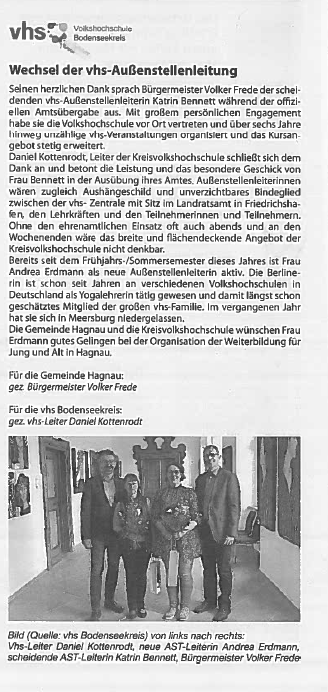 vhs
Volkshochschule
Bodenseekreis
Wechsel der vhs-Außenstellenleitung
Seinen herzlichen Dank sprach Bürgermeister Volker Frede der schei-
denden vhs-Außenstellenleiterin Katrin Bennett während der offizi-
ellen Amtsübergabe aus. Mit großem persönlichen Engagement
habe sie die Volkshochschule vor Ort vertreten und über sechs Jahre
hinweg unzählige vhs-Veranstaltungen organisiert und das Kursan-
gebot stetig erweitert.
Daniel Kottenrodt, Leiter der Kreisvolkhochschule schließt sich dem
Dank an und betont die Leistung und das besondere Geschick von
Frau Bennett in der Ausübung ihres Amtes. Außenstellenleiterinnen
wären zugleich Aushängeschild und unverzichtbares Bindeglied
zwischen der vhs- Zentrale mit Sitz im Landratsamt in Friedrichsha-
fen, den Lehrkräften und den Teilnehmerinnen und Teilnehmern.
Ohne den ehrenamtlichen Einsatz oft auch abends und an den
Wochenenden wäre das breite und flächendeckende Angebot der
Kreisvolkshochschule nicht denkbar.
Bereits seit dem Frühjahrs-/Sommersemester dieses Jahres ist Frau
Andrea Erdmann als neue Außenstellenleiterin aktiv. Die Berline-
rin ist schon seit Jahren an verschiedenen Volkshochschulen in
Deutschland als Yogalehrerin tätig gewesen und damit längst schon
geschätztes Mitglied der großen vhs-Familie. Im vergangenen Jahr
hat sie sich in Meersburg niedergelassen.
Die Gemeinde Hagnau und die Kreisvolkshochschule wünschen Frau
Erdmann gutes Gelingen bei der Organisation der Weiterbildung für
Jung und Alt in Hagnau.
Für die Gemeinde Hagnau:
gez. Bürgermeister Volker Frede
Für die vhs Bodenseekreis:
gez. vhs-Leiter Daniel Kottenrodt
Bild (Quelle: vhs Bodenseekreis) von links nach rechts:
Vhs-Leiter Daniel Kottenrodt, neue AST-Leiterin Andrea Erdmann,
scheidende AST-Leiterin Katrin Bennett, Bürgermeister Volker Frede